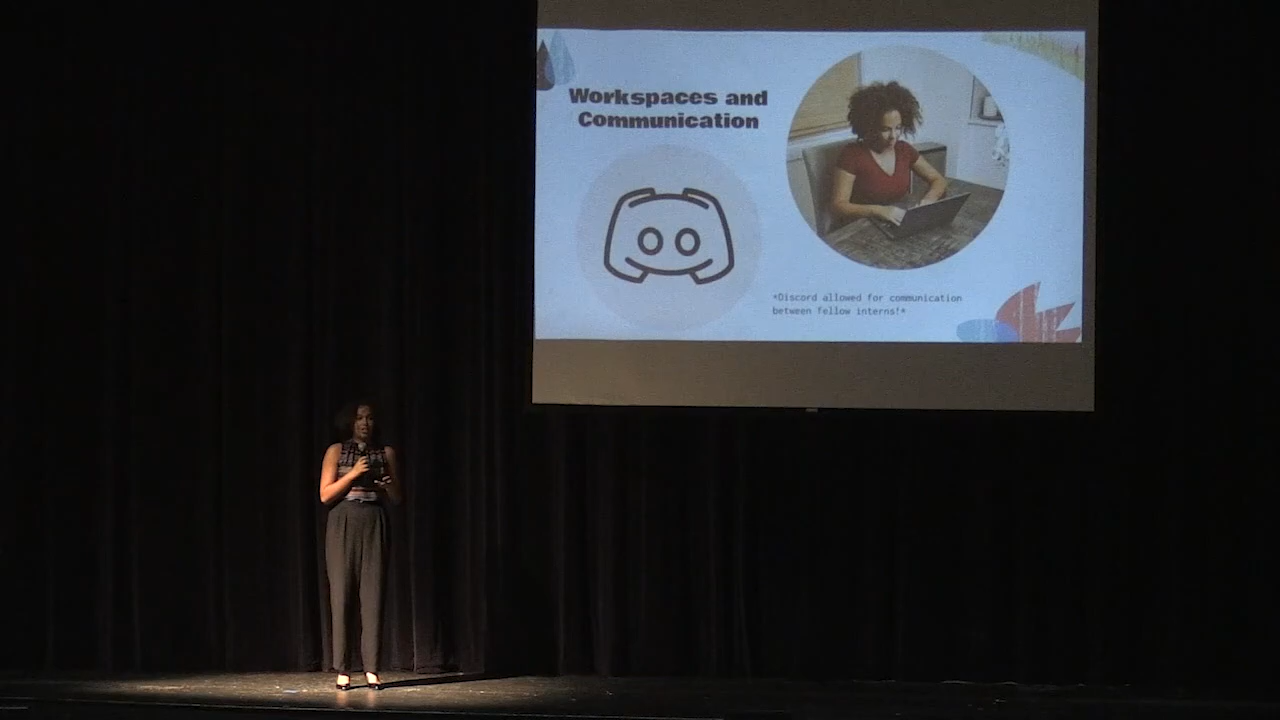 Workspaces and
Communication
*Discord allowed for communication
between fellow interns!*